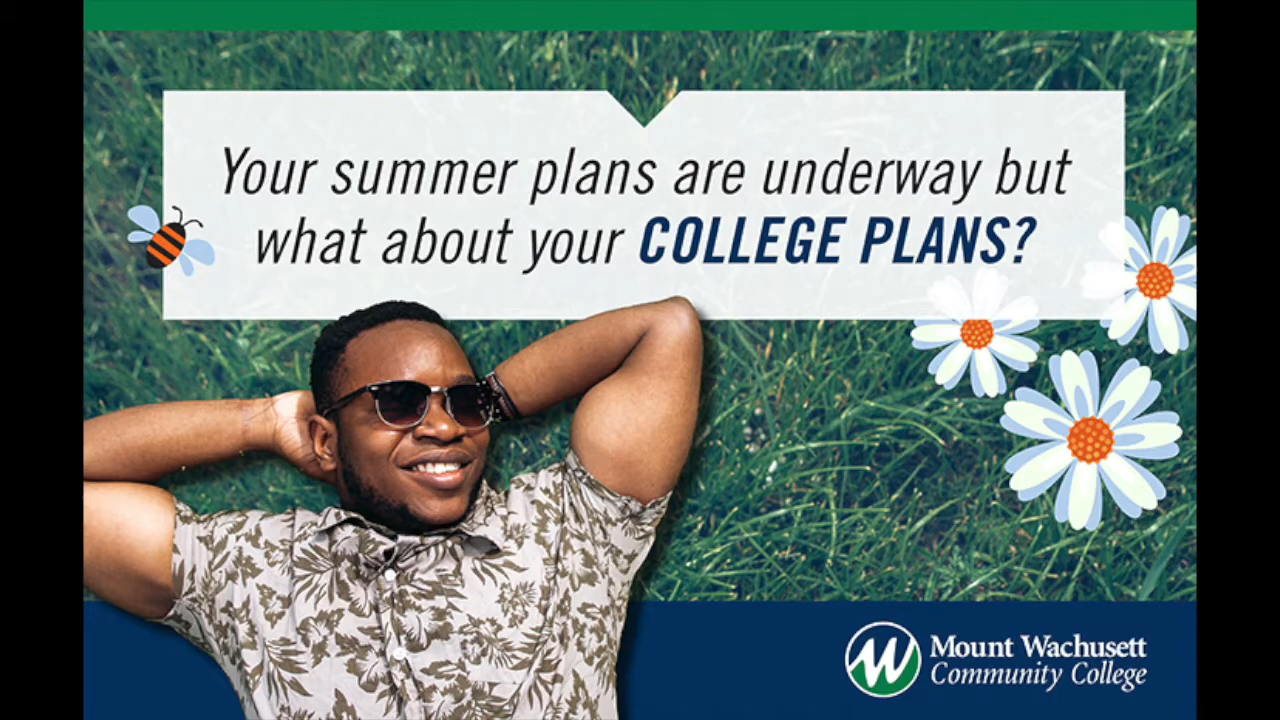 Your summer plans are underway but
what about your COLLEGE PLANS?
Mount Wachusett
Community College